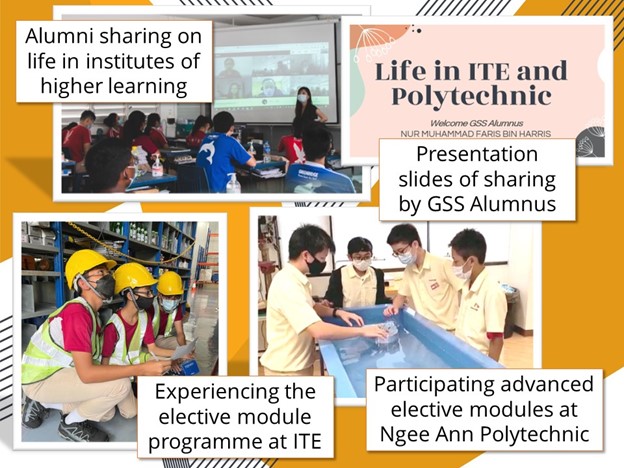 Alumni sharing on
life in institutes of
higher learning
Life in ITE and
Polytechnic
Welcome GSS Alumnus
NUR MUHAMMAD FARIS BIN HARRIS
Presentation
slides of sharing
by GSS Alumnus
Experiencing the
elective module
programme at ITE
Participating advanced
elective modules at
Ngee Ann Polytechnic